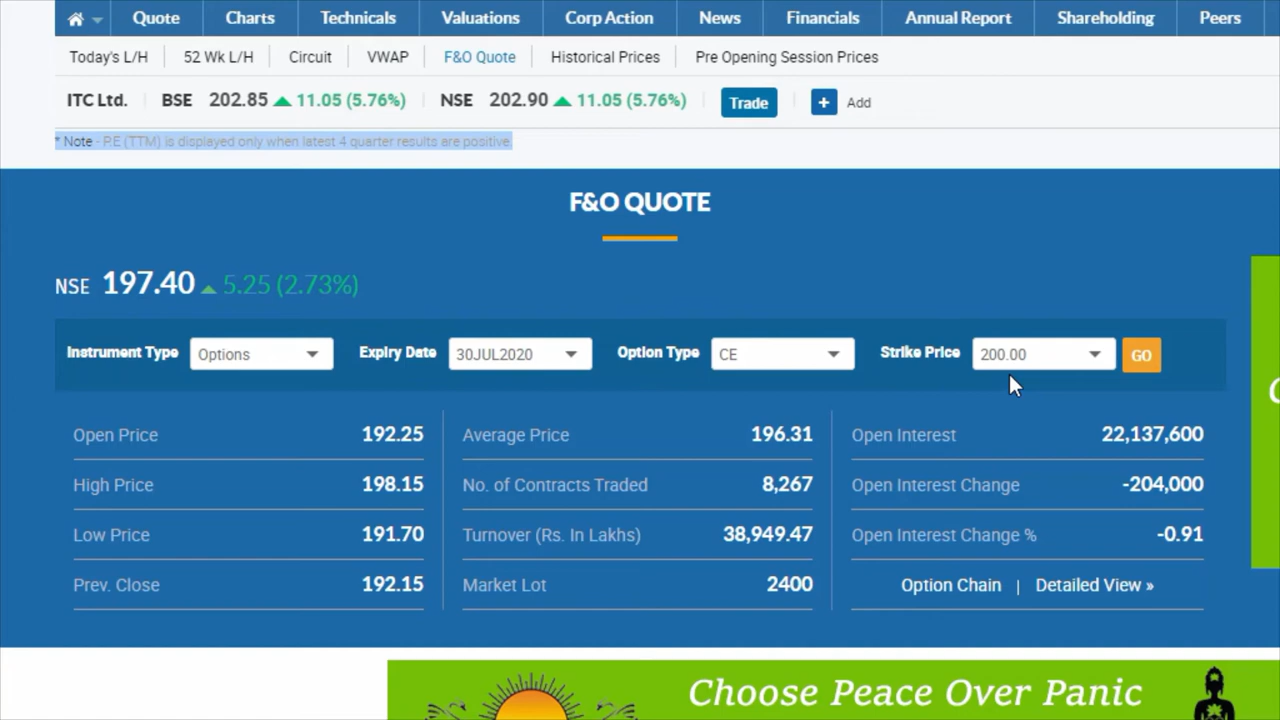 Quote Charts Technicals Valuations Corp Action News Financials Annual Report Shareholding Peers
Today's L/H 52 Wk L/H Circuit VWAP F&O Quote Historical Prices Pre Opening Session Prices
ITC Ltd. BSE 202.85 11.05 (5.76%) NSE 202.90 11.05 (5.76%) Trade + Add
* Note - P.E (TTM) is displayed only when latest 4 quarter results are positive.
F&O QUOTE
NSE 197.40 5.25 (2.73%)
Instrument Type Options Expiry Date 30JUL2020 Option Type CE Strike Price 200.00 GO
Open Price 192.25 Average Price 196.31 Open Interest 22,137,600
High Price 198.15 No. of Contracts Traded 8,267 Open Interest Change -204,000
Low Price 191.70 Turnover (Rs. In Lakhs) 38,949.47 Open Interest Change % -0.91
Prev. Close 192.15 Market Lot 2400 Option Chain | Detailed View »
Choose Peace Over Panic